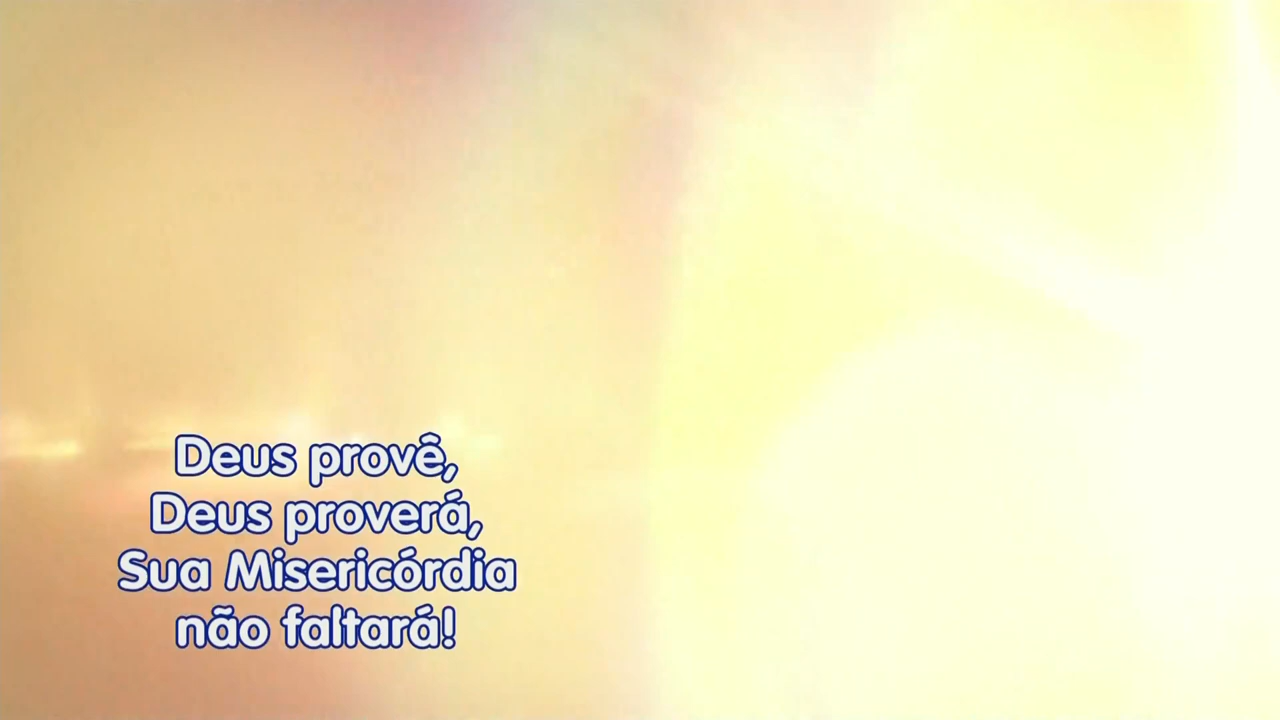 Deus provê,
Deus proverá,
Sua Misericórdia
não faltará!